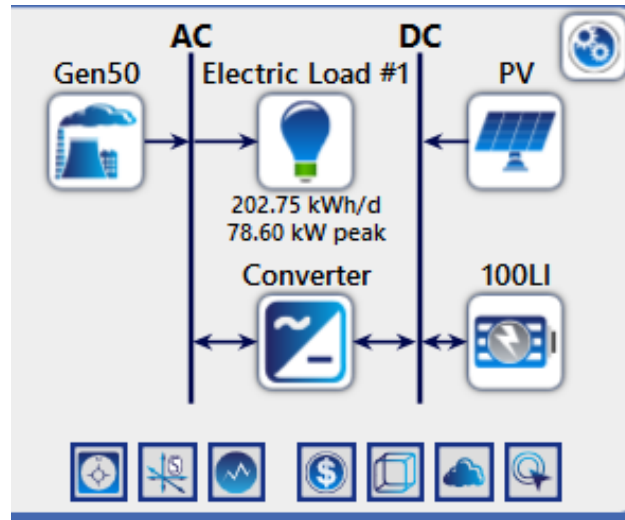 AC
DC
Gen50
Electric Load #1
PV
202.75 kWh/d
78.60 kW peak
Converter
100LI
S
$